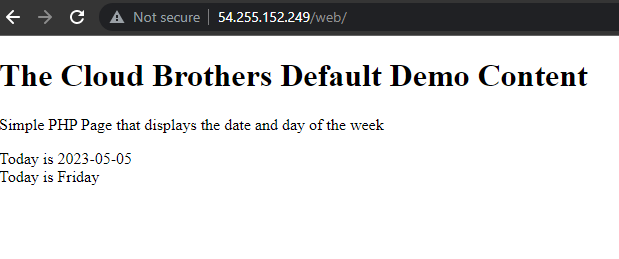 Not secure 54.255.152.249/web/
The Cloud Brothers Default Demo Content
Simple PHP Page that displays the date and day of the week
Today is 2023-05-05
Today is Friday